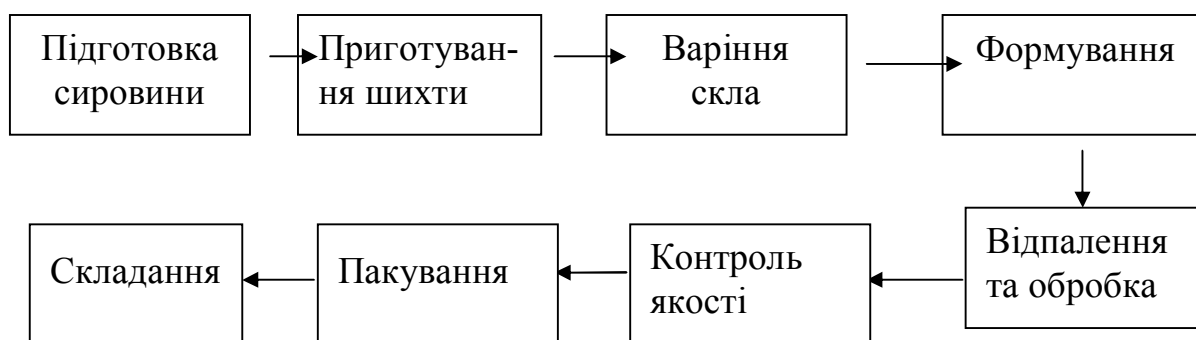 Підготовка
сировини
Приготуван-
ня шихти
Варіння
скла
Формування
Відпалення
та обробка
Контроль
якості
Пакування
Складання